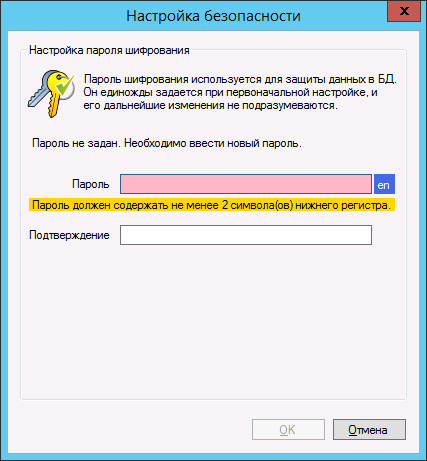 Настройка безопасности
x
Настройка пароля шифрования
Пароль шифрования используется для защиты данных в БД.
Он единожды задается при первоначальной настройке, и
его дальнейшие изменения не подразумеваются.
Пароль не задан. Необходимо ввести новый пароль.
Пароль
en
Пароль должен содержать не менее 2 символа(ов) нижнего регистра.
Подтверждение
OK
Отмена